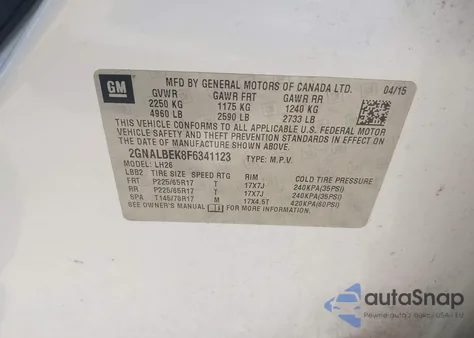 GM
MFD BY GENERAL MOTORS OF CANADA LTD. 04/15
GVWR GAWR FRT GAWR RR
2250 KG 1175 KG 1240 KG
4960 LB 2590 LB 2733 LB
THIS VEHICLE CONFORMS TO ALL APPLICABLE U.S. FEDERAL MOTOR
VEHICLE SAFETY, BUMPER, AND THEFT PREVENTION STANDARDS IN EFFECT ON
THE DATE OF MANUFACTURE SHOWN ABOVE.
2GNALBEK8F6341123 TYPE: M.P.V.
MODEL: LH26
LBB2 TIRE SIZE SPEED RTG RIM COLD TIRE PRESSURE
FRT P225/65R17 T 17X7J 240KPA(35PSI)
RR P225/65R17 T 17X7J 240KPA(35PSI)
SPA T145/70R17 M 17X4.5T 420KPA(60PSI)
SEE OWNER'S MANUAL FOR MORE INFORMATION.
autoSnap